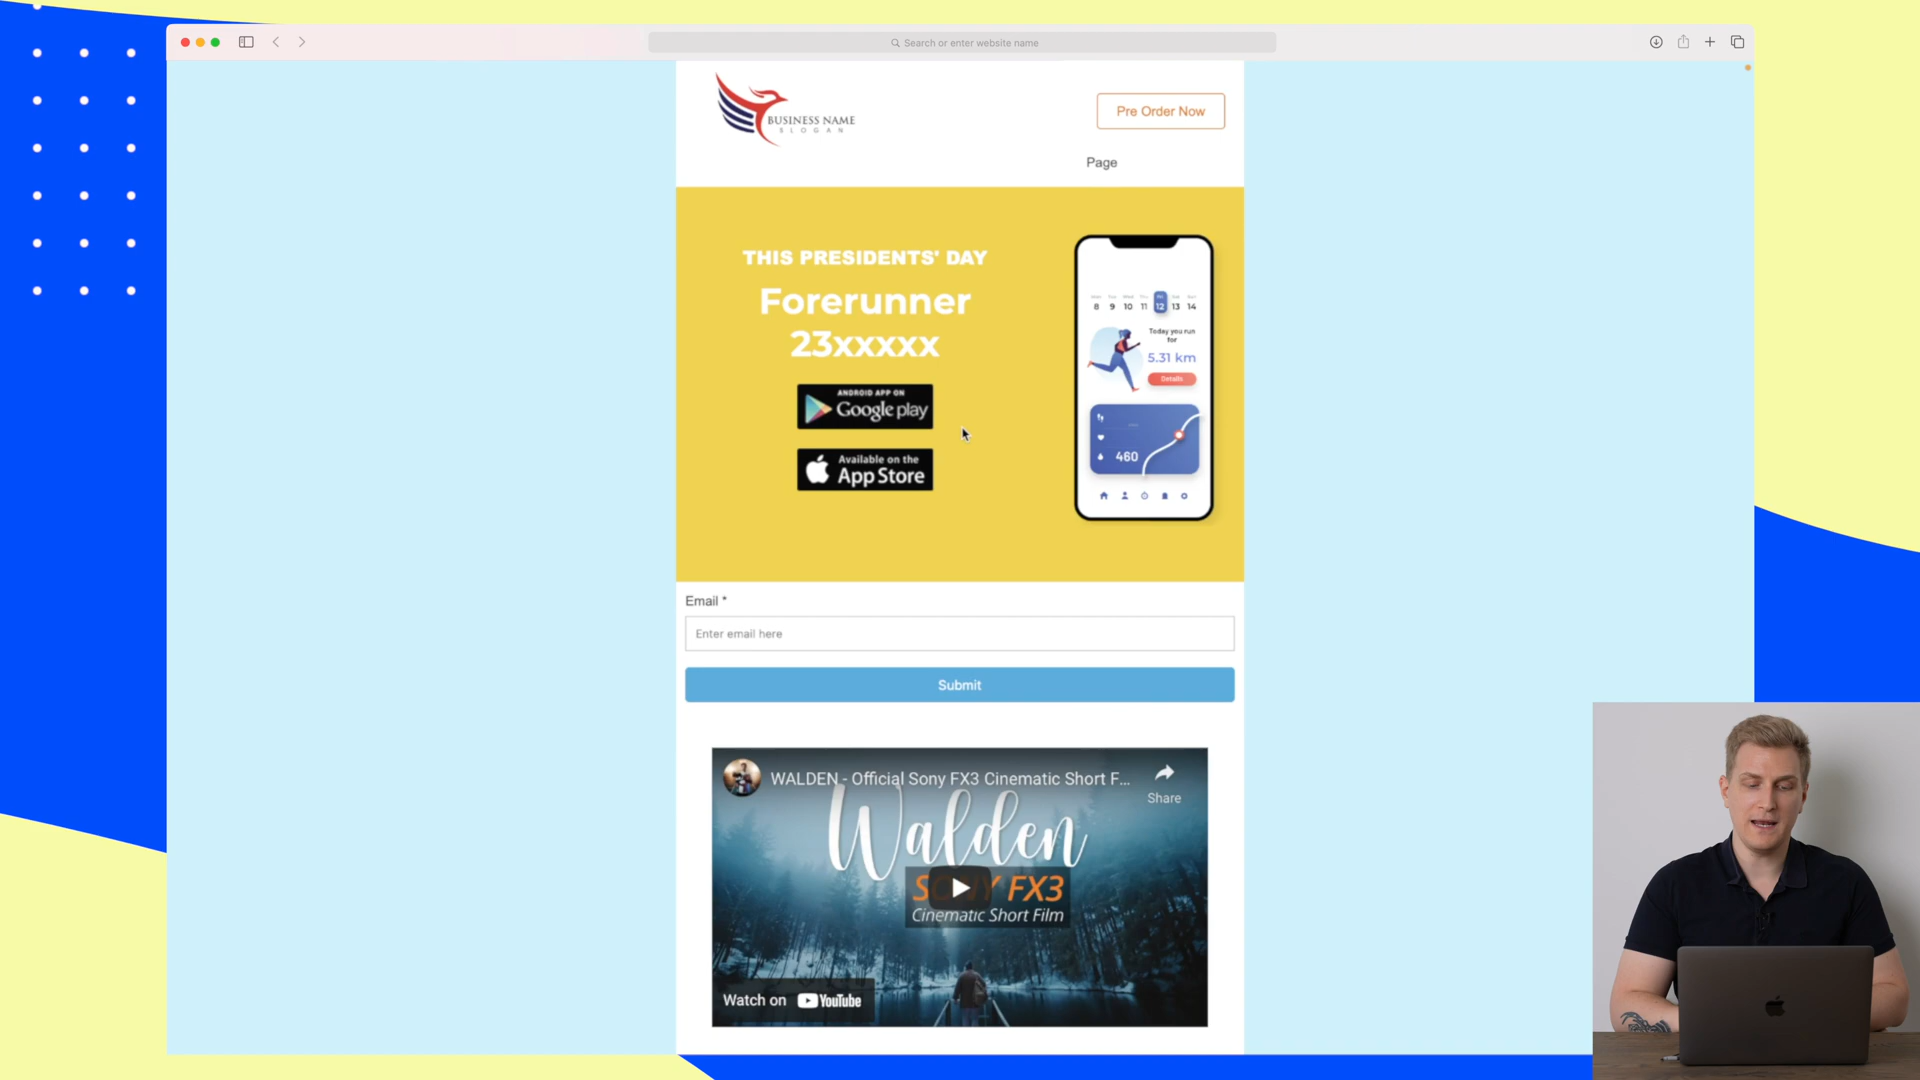 Search or enter website name
BUSINESS NAME
SLOGAN
Pre Order Now
Page
THIS PRESIDENTS' DAY
Forerunner
23xxxxx
ANDROID APP ON
Google play
Available on the
App Store
8 9 10 11 12 13 14
Today you run
for
5.31 km
Details
460
Email *
Enter email here
Submit
WALDEN - Official Sony FX3 Cinematic Short F...
Share
Walden
SONY FX3
Cinematic Short Film
Watch on YouTube